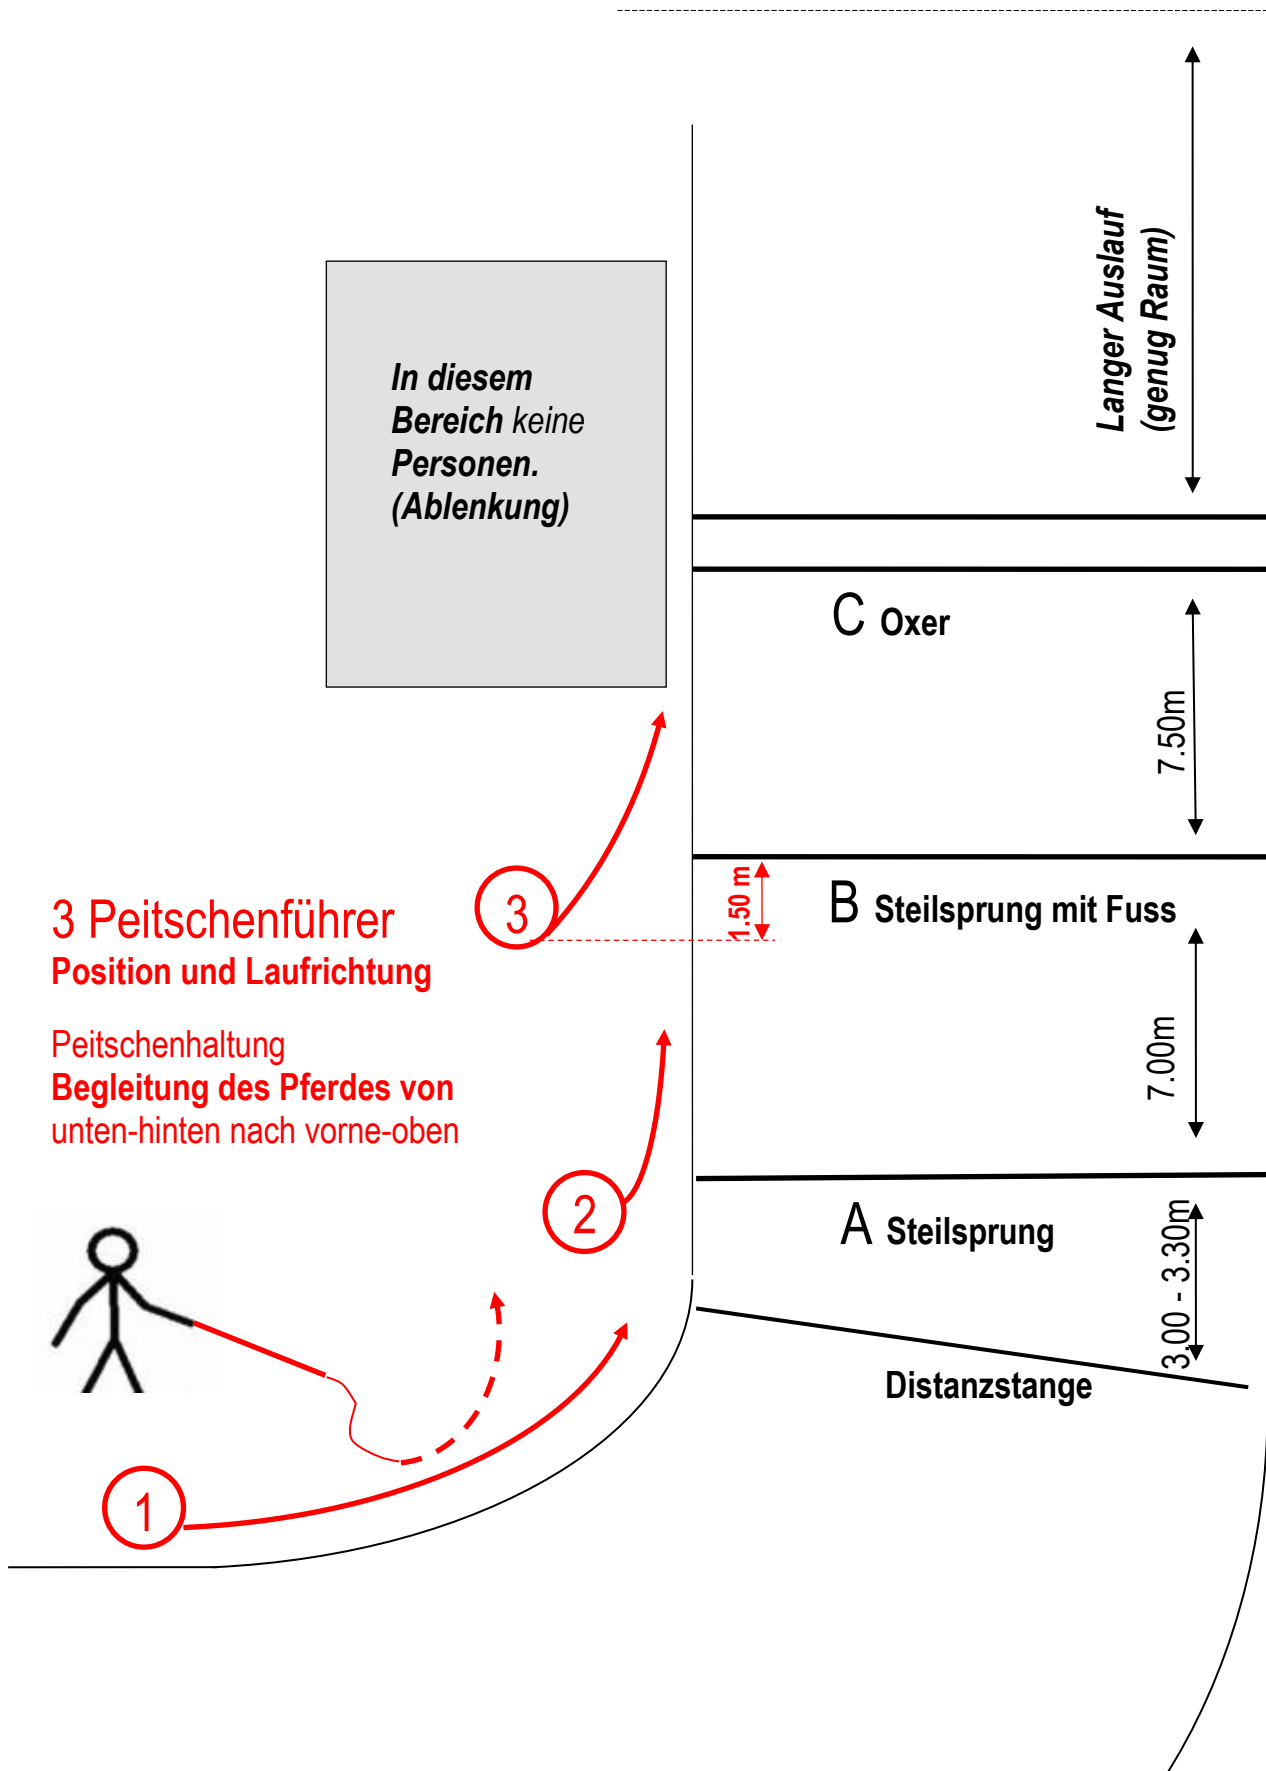 Langer Auslauf
(genug Raum)
In diesem
Bereich keine
Personen.
(Ablenkung)
C Oxer
7.50m
3
1.50 m
B Steilsprung mit Fuss
3 Peitschenführer
Position und Laufrichtung
Peitschenhaltung
Begleitung des Pferdes von
unten-hinten nach vorne-oben
7.00m
2
A Steilsprung
3.00 - 3.30m
Distanzstange
1